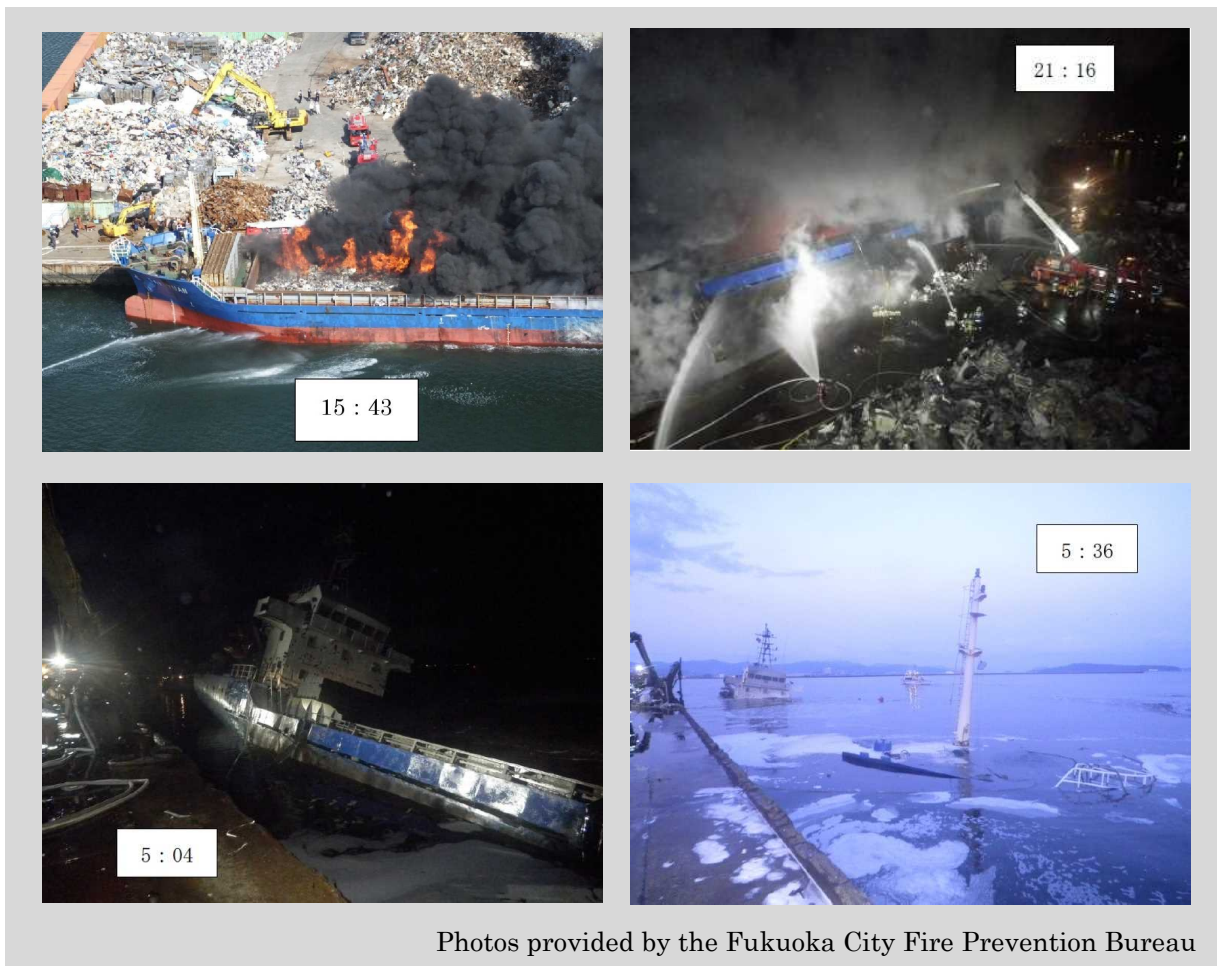 15 : 43
21 : 16
5 : 04
5 : 36
Photos provided by the Fukuoka City Fire Prevention Bureau